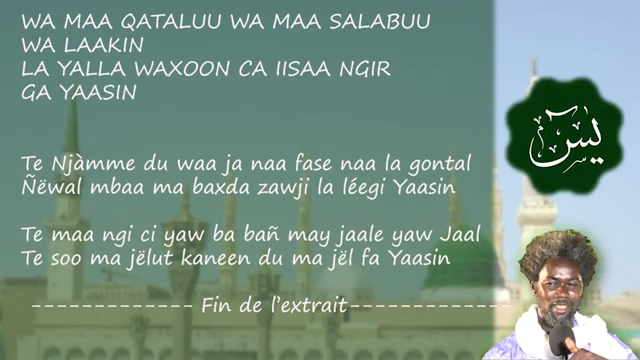 WA MAA QATALUU WA MAA SALABUU
WA LAAKIN
LA YALLA WAXOON CA IISAA NGIR
GA YAASIN
Te Njàmme du waa ja naa fase naa la gontal
Ñëwal mbaa ma baxda zawji la léegi Yaasin
Te maa ngi ci yaw ba bañ may jaale yaw Jaal
Te soo ma jëlut kaneen du ma jël fa Yaasin
------------- Fin de l'extrait-------------
يس